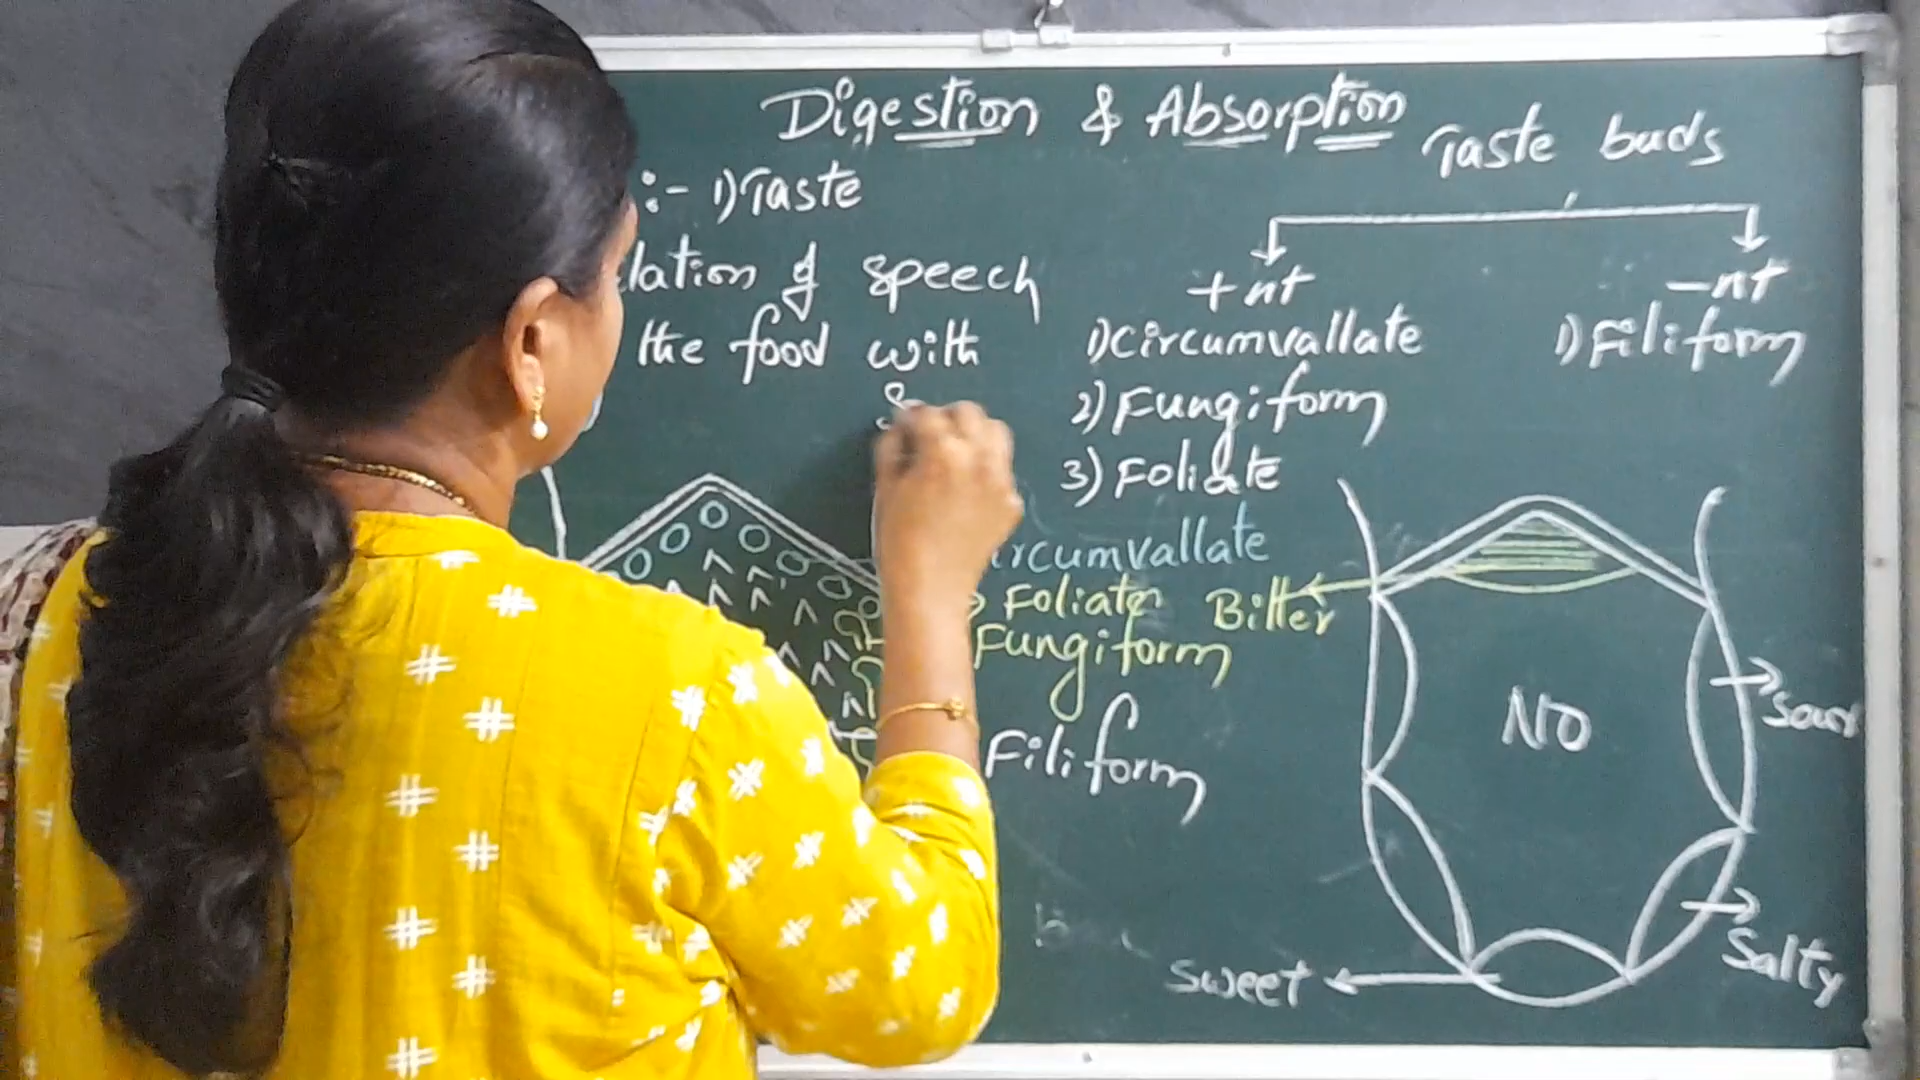 Digestion & Absorption
:- 1) Taste
lation of speech
the food with
S
Taste buds
+nt
-nt
1) Circumvallate
2) Fungiform
3) Foliate
1) Filiform
ircumvallate
Foliate
Fungiform
Filiform
Bitter
NO
Sour
Salty
Sweet